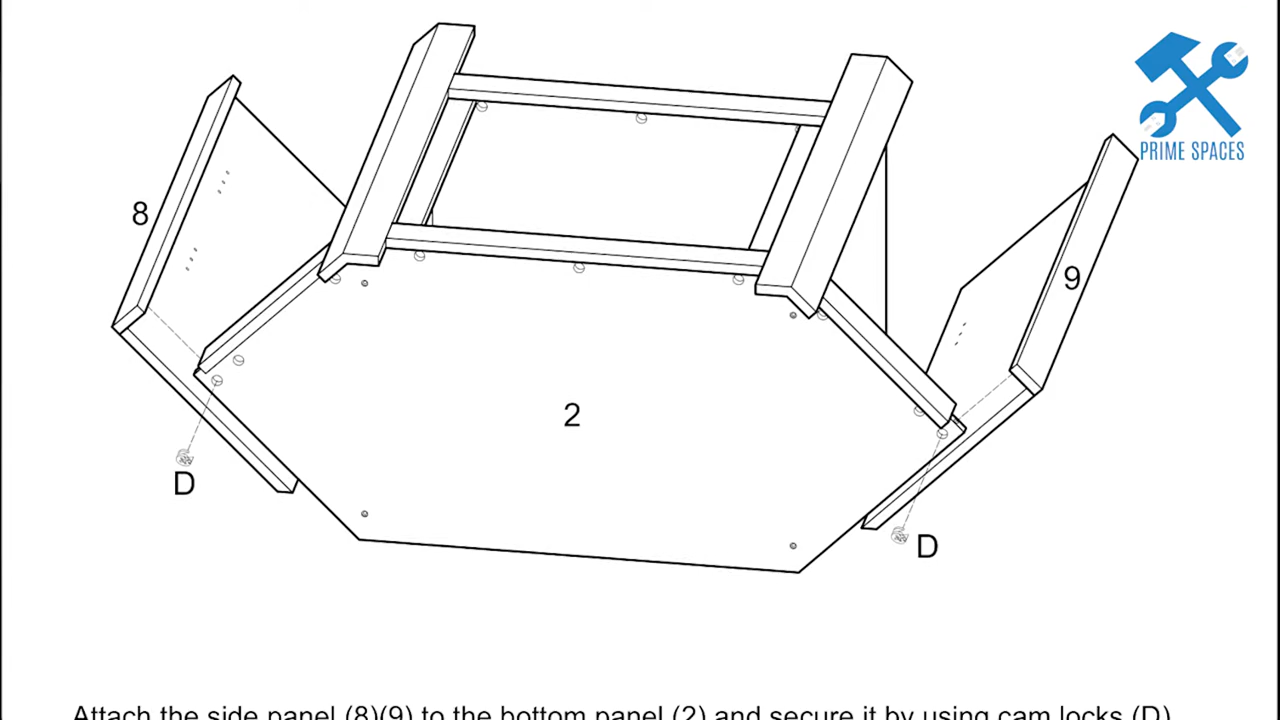 PRIME SPACES
8
9
2
D
D
Attach the side panel (8)(9) to the bottom panel (2) and secure it by using cam locks (D)